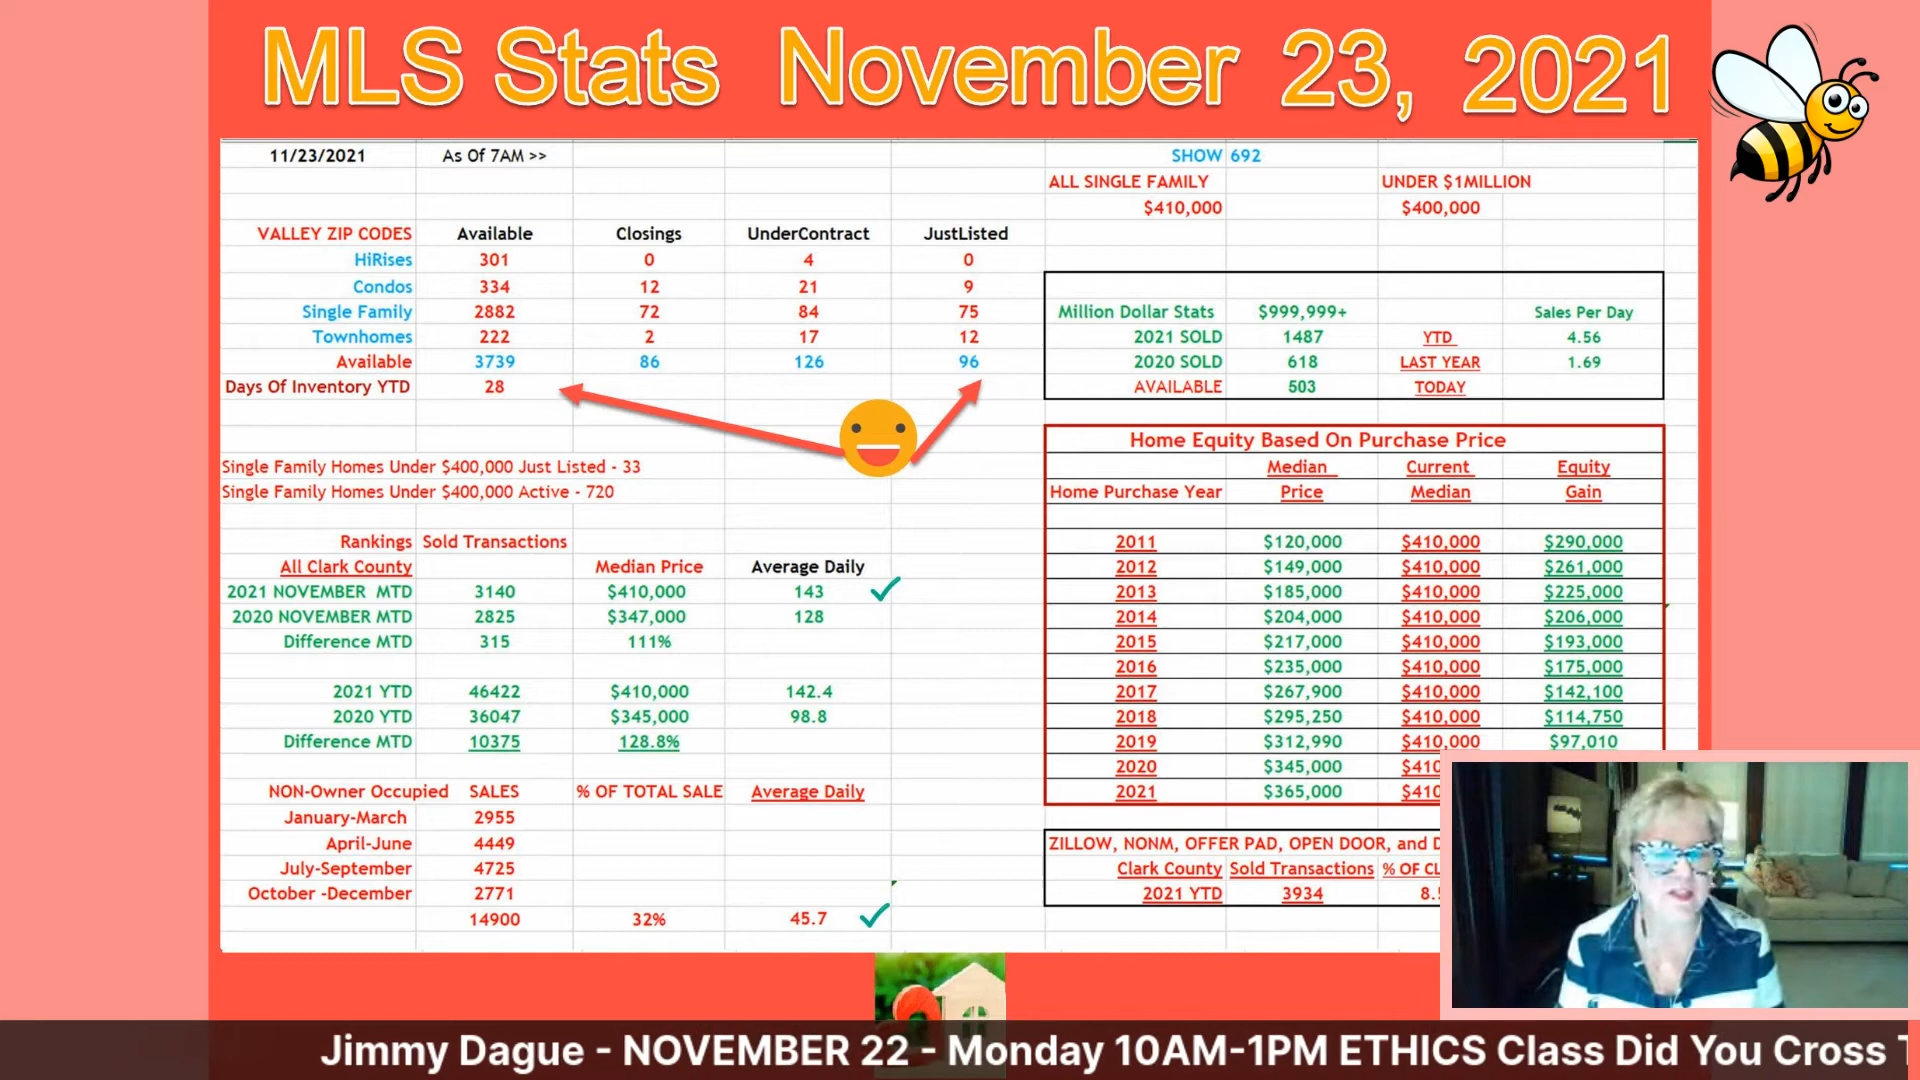 MLS Stats November 23, 2021
11/23/2021 As Of 7AM >> SHOW 692
ALL SINGLE FAMILY UNDER $1MILLION
$410,000 $400,000
VALLEY ZIP CODES Available Closings UnderContract JustListed
HiRises 301 0 4 0
Condos 334 12 21 9
Single Family 2882 72 84 75
Townhomes 222 2 17 12
Available 3739 86 126 96
Days Of Inventory YTD 28
Million Dollar Stats $999,999+ Sales Per Day
2021 SOLD 1487 YTD 4.56
2020 SOLD 618 LAST YEAR 1.69
AVAILABLE 503 TODAY
Single Family Homes Under $400,000 Just Listed - 33
Single Family Homes Under $400,000 Active - 720
Rankings Sold Transactions
All Clark County Median Price Average Daily
2021 NOVEMBER MTD 3140 $410,000 143
2020 NOVEMBER MTD 2825 $347,000 128
Difference MTD 315 111%
2021 YTD 46422 $410,000 142.4
2020 YTD 36047 $345,000 98.8
Difference MTD 10375 128.8%
NON-Owner Occupied SALES % OF TOTAL SALE Average Daily
January-March 2955
April-June 4449
July-September 4725
October -December 2771
14900 32% 45.7
Home Equity Based On Purchase Price
Median Current Equity
Home Purchase Year Price Median Gain
2011 $120,000 $410,000 $290,000
2012 $149,000 $410,000 $261,000
2013 $185,000 $410,000 $225,000
2014 $204,000 $410,000 $206,000
2015 $217,000 $410,000 $193,000
2016 $235,000 $410,000 $175,000
2017 $267,900 $410,000 $142,100
2018 $295,250 $410,000 $114,750
2019 $312,990 $410,000 $97,010
2020 $345,000 $410
2021 $365,000 $410
ZILLOW, NONM, OFFER PAD, OPEN DOOR, and
Clark County Sold Transactions % OF
2021 YTD 3934
Jimmy Dague - NOVEMBER 22 - Monday 10AM-1PM ETHICS Class Did You Cross